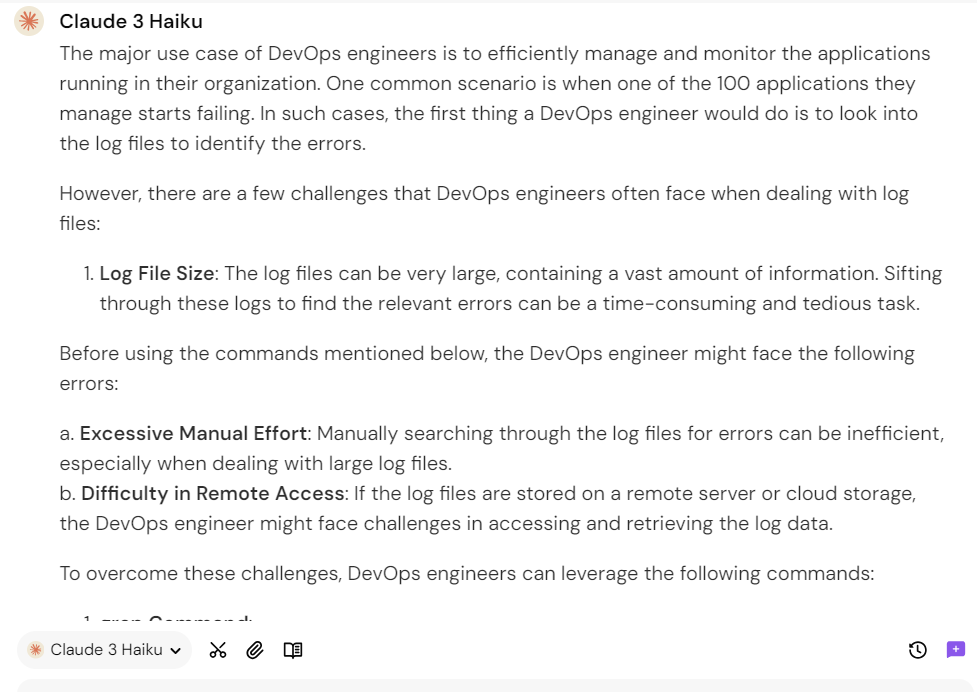 Claude 3 Haiku
The major use case of DevOps engineers is to efficiently manage and monitor the applications
running in their organization. One common scenario is when one of the 100 applications they
manage starts failing. In such cases, the first thing a DevOps engineer would do is to look into
the log files to identify the errors.
However, there are a few challenges that DevOps engineers often face when dealing with log
files:
1. Log File Size: The log files can be very large, containing a vast amount of information. Sifting
through these logs to find the relevant errors can be a time-consuming and tedious task.
Before using the commands mentioned below, the DevOps engineer might face the following
errors:
a. Excessive Manual Effort: Manually searching through the log files for errors can be inefficient,
especially when dealing with large log files.
b. Difficulty in Remote Access: If the log files are stored on a remote server or cloud storage,
the DevOps engineer might face challenges in accessing and retrieving the log data.
To overcome these challenges, DevOps engineers can leverage the following commands:
Claude 3 Haiku